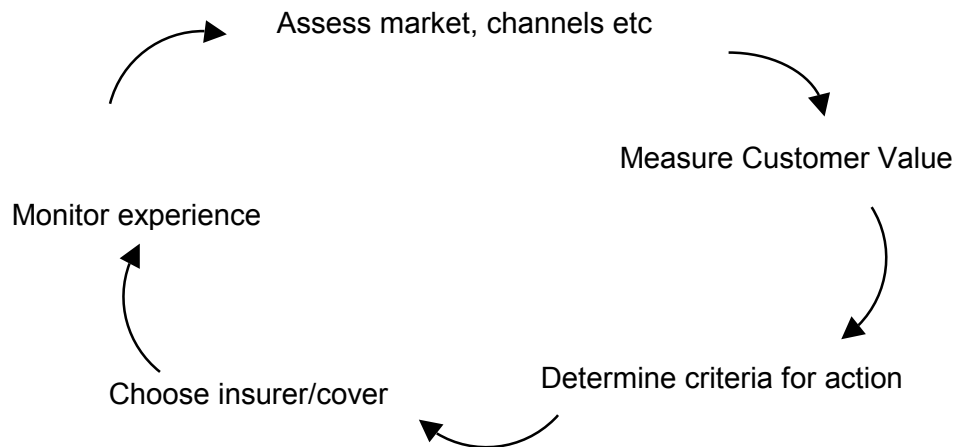 Assess market, channels etc
Measure Customer Value
Determine criteria for action
Choose insurer/cover
Monitor experience